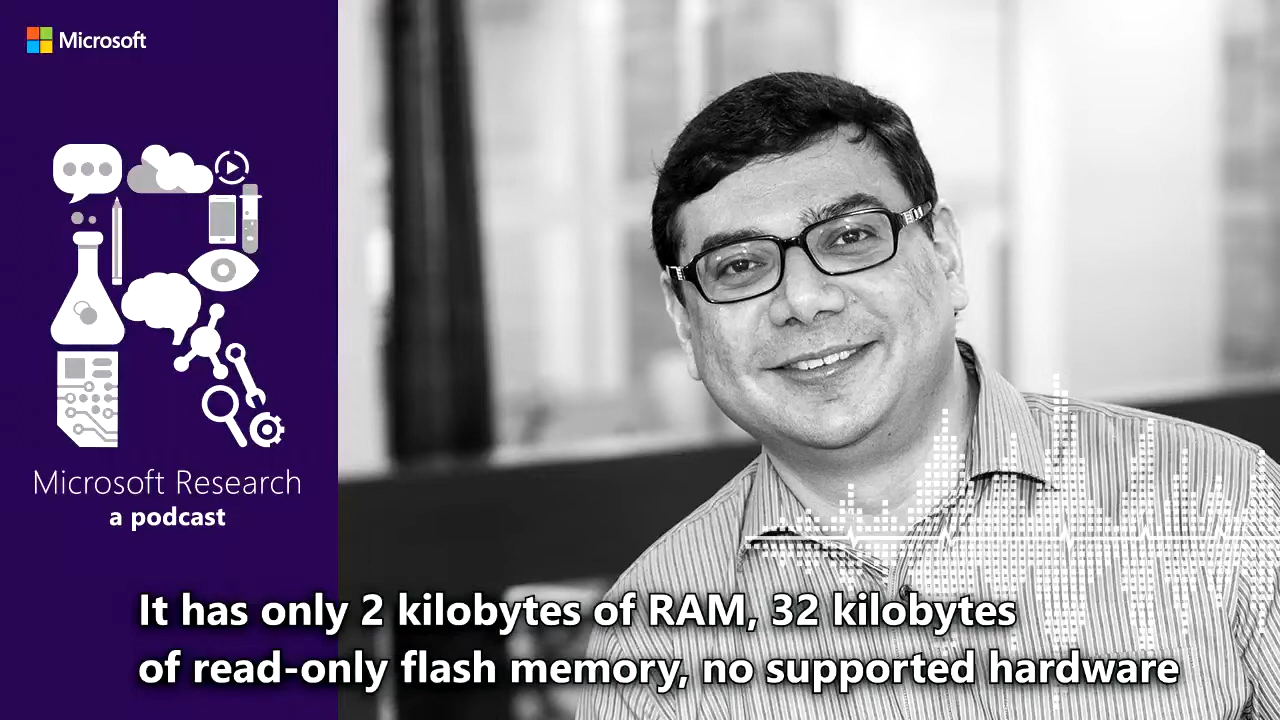 Microsoft
Microsoft Research
a podcast
It has only 2 kilobytes of RAM, 32 kilobytes
of read-only flash memory, no supported hardware